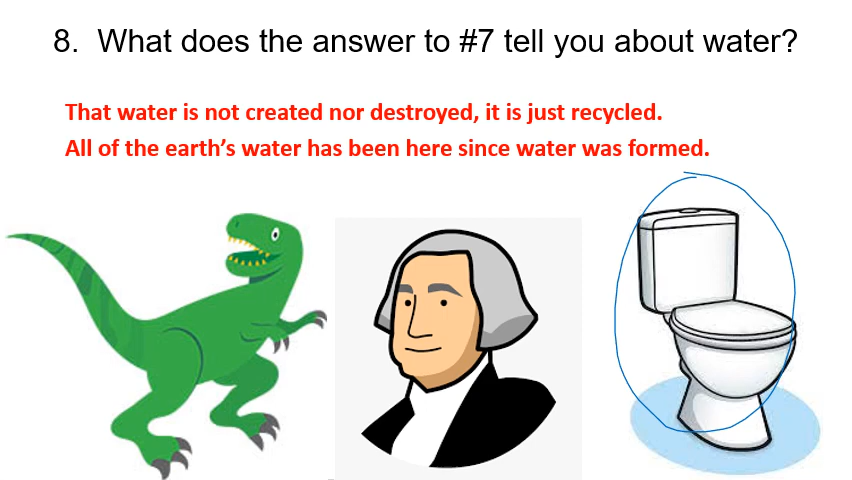 8.  What does the answer to #7 tell you about water?
That water is not created nor destroyed, it is just recycled.
All of the earth’s water has been here since water was formed.